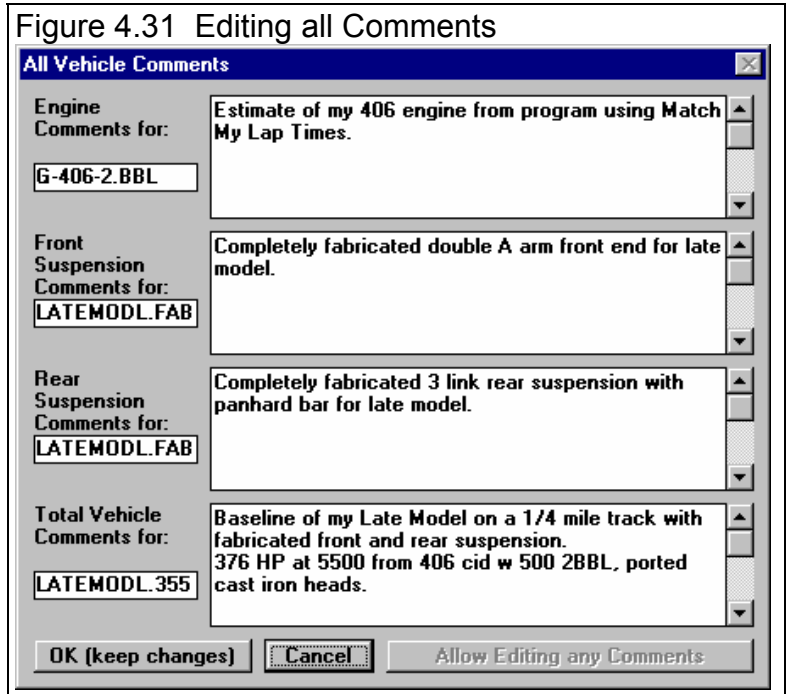 Figure 4.31 Editing all Comments
All Vehicle Comments
Engine
Comments for:
G-406-2.BBL
Estimate of my 406 engine from program using Match
My Lap Times.
Front
Suspension
Comments for:
LATEMODL.FAB
Completely fabricated double A arm front end for late
model.
Rear
Suspension
Comments for:
LATEMODL.FAB
Completely fabricated 3 link rear suspension with
panhard bar for late model.
Total Vehicle
Comments for:
LATEMODL.355
Baseline of my Late Model on a 1/4 mile track with
fabricated front and rear suspension.
376 HP at 5500 from 406 cid w 500 2BBL, ported
cast iron heads.
OK (keep changes) Cancel Allow Editing any Comments